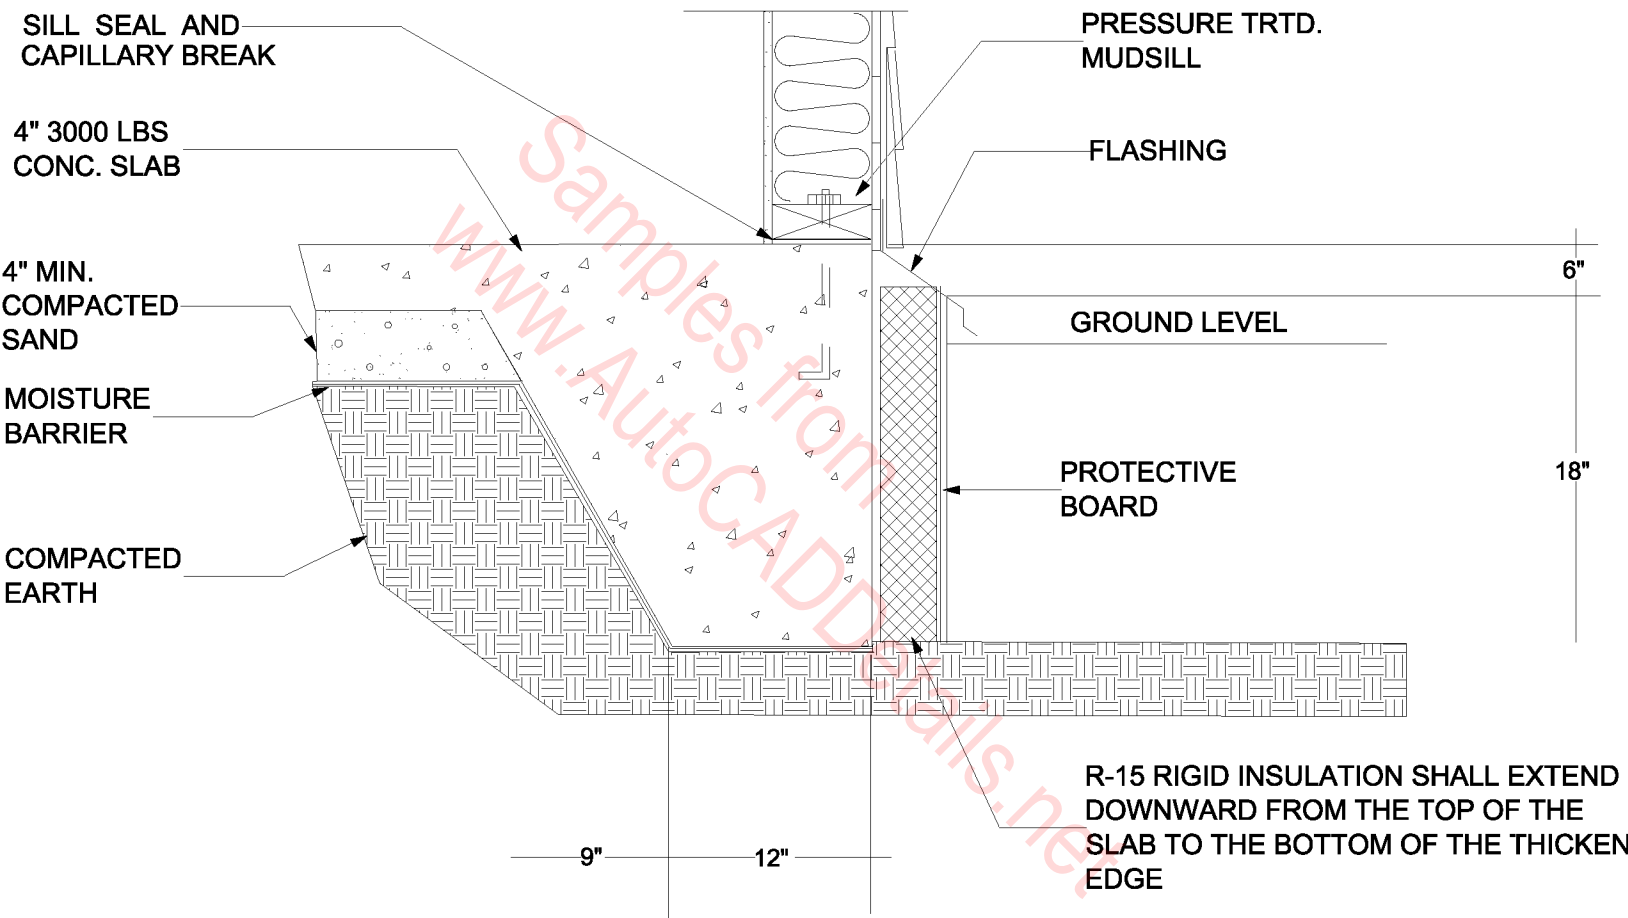 SILL SEAL AND
CAPILLARY BREAK
PRESSURE TRTD.
MUDSILL
4" 3000 LBS
CONC. SLAB
FLASHING
4" MIN.
COMPACTED
SAND
6"
GROUND LEVEL
MOISTURE
BARRIER
PROTECTIVE
BOARD
18"
COMPACTED
EARTH
R-15 RIGID INSULATION SHALL EXTEND
DOWNWARD FROM THE TOP OF THE
SLAB TO THE BOTTOM OF THE THICKEN
EDGE
9"
12"
Samples from
www.AutoCADDetails.net